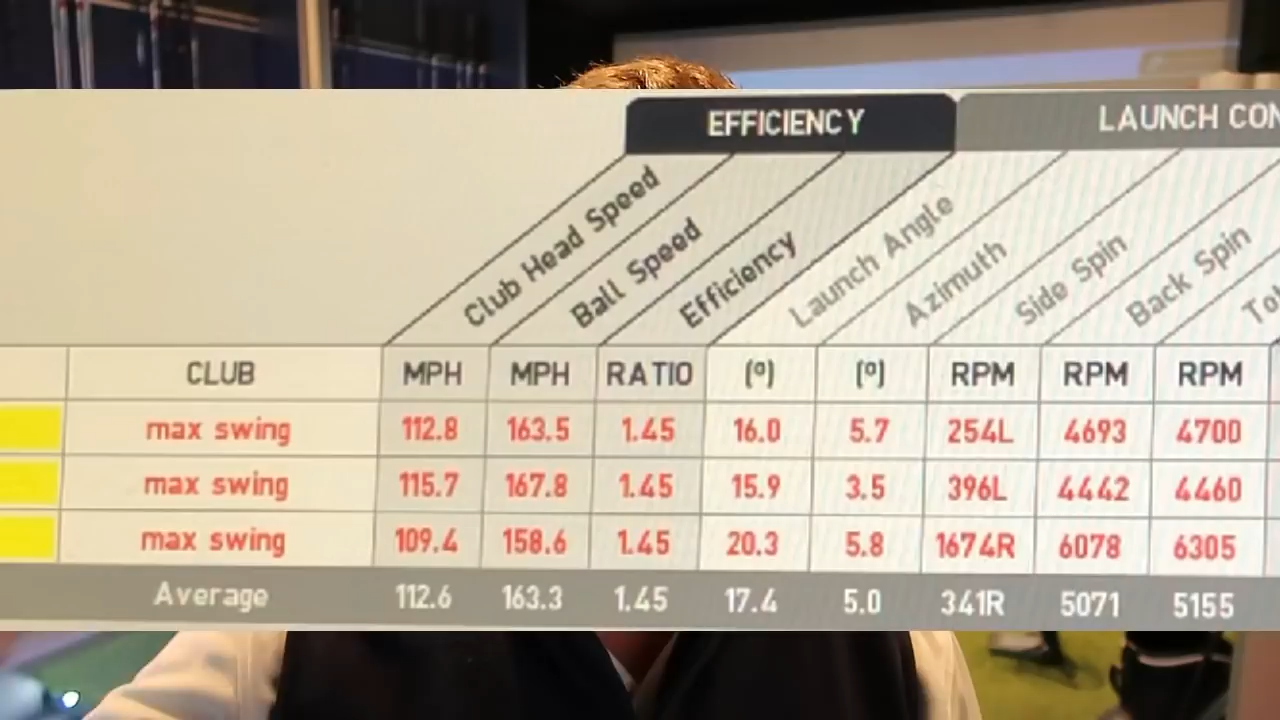 EFFICIENCY
LAUNCH CON
Club Head Speed
Ball Speed
Efficiency
Launch Angle
Azimuth
Side Spin
Back Spin
CLUB MPH MPH RATIO (º) (º) RPM RPM RPM
max swing 112.8 163.5 1.45 16.0 5.7 254L 4693 4700
max swing 115.7 167.8 1.45 15.9 3.5 396L 4442 4460
max swing 109.4 158.6 1.45 20.3 5.8 1674R 6078 6305
Average 112.6 163.3 1.45 17.4 5.0 341R 5071 5155